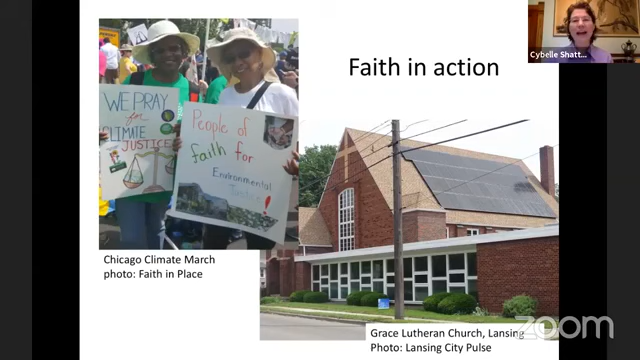 Cybelle Shatt...
Faith in action
WE PRAY
for
CLIMATE
JUSTICE
People of
faith for
Environmental
Justice!
Chicago Climate March
photo: Faith in Place
Grace Lutheran Church, Lansing
Photo: Lansing City Pulse
zoom